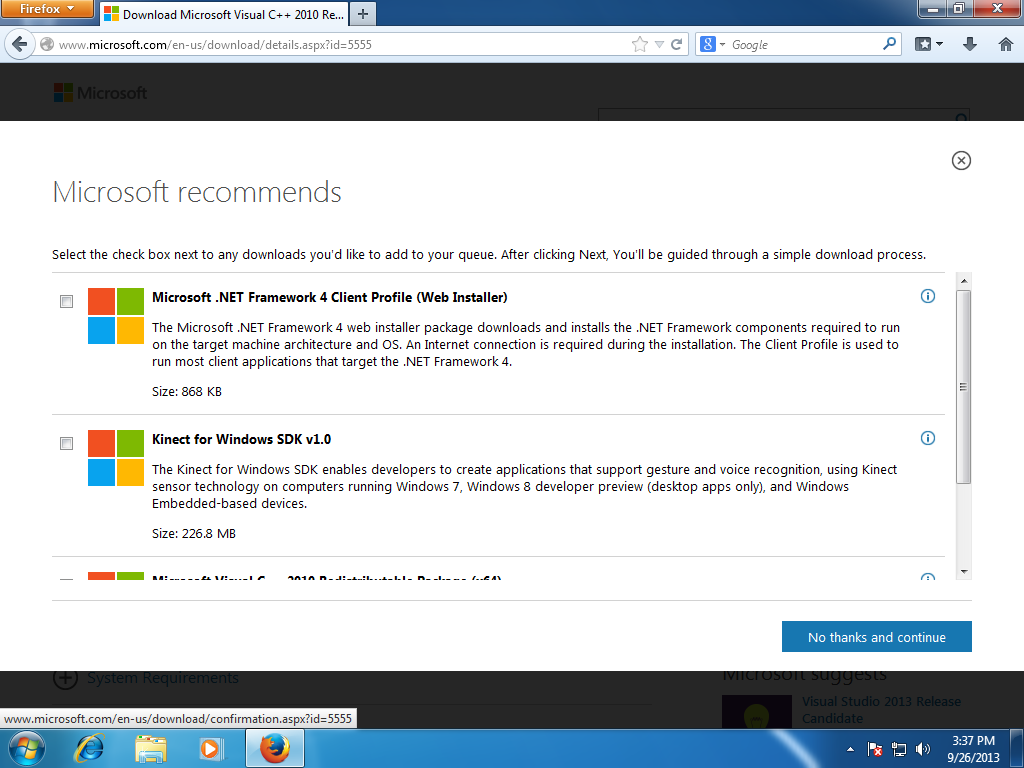 Firefox
Download Microsoft Visual C++ 2010 Re...
www.microsoft.com/en-us/download/details.aspx?id=5555
Google
Microsoft
Microsoft recommends
Select the check box next to any downloads you'd like to add to your queue. After clicking Next, You'll be guided through a simple download process.
Microsoft .NET Framework 4 Client Profile (Web Installer)
The Microsoft .NET Framework 4 web installer package downloads and installs the .NET Framework components required to run
on the target machine architecture and OS. An Internet connection is required during the installation. The Client Profile is used to
run most client applications that target the .NET Framework 4.
Size: 868 KB
Kinect for Windows SDK v1.0
The Kinect for Windows SDK enables developers to create applications that support gesture and voice recognition, using Kinect
sensor technology on computers running Windows 7, Windows 8 developer preview (desktop apps only), and Windows
Embedded-based devices.
Size: 226.8 MB
Microsoft Visual C++ 2010 Redistributable Package (x64)
No thanks and continue
System Requirements
Microsoft suggests
Visual Studio 2013 Release
Candidate
www.microsoft.com/en-us/download/confirmation.aspx?id=5555
3:37 PM
9/26/2013